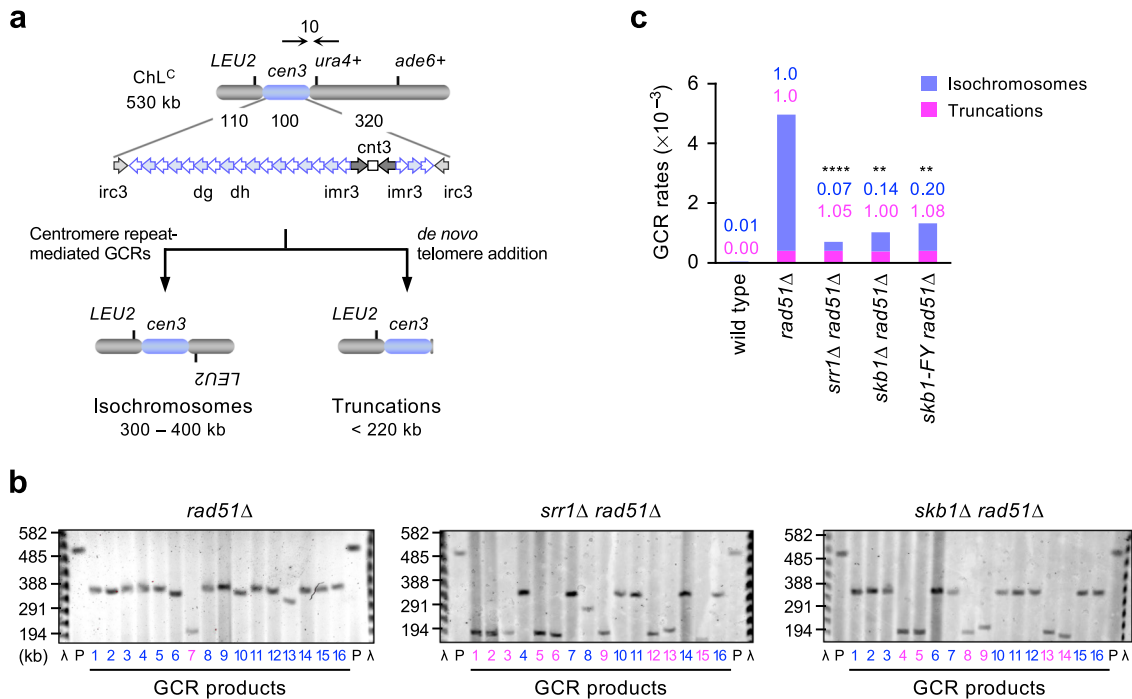 a
10
LEU2
cen3
ura4+
ade6+
ChLC
530 kb
110
100
320
cnt3
irc3
dg
dh
imr3
imr3
irc3
Centromere repeat-
mediated GCRs
de novo
telomere addition
LEU2
cen3
LEU2
LEU2
cen3
Isochromosomes
300 – 400 kb
Truncations
< 220 kb
c
GCR rates (×10−3)
6
4
2
0
Isochromosomes
Truncations
0.01
0.00
1.0
1.0
****
0.07
1.05
**
0.14
1.00
**
0.20
1.08
wild type
rad51Δ
srr1Δ rad51Δ
skb1Δ rad51Δ
skb1-FY rad51Δ
b
rad51Δ
582
485
388
291
194
(kb)
λ P 1 2 3 4 5 6 7 8 9 10 11 12 13 14 15 16 P λ
GCR products
srr1Δ rad51Δ
582
485
388
291
194
λ P 1 2 3 4 5 6 7 8 9 10 11 12 13 14 15 16 P λ
GCR products
skb1Δ rad51Δ
582
485
388
291
194
λ P 1 2 3 4 5 6 7 8 9 10 11 12 13 14 15 16 P λ
GCR products